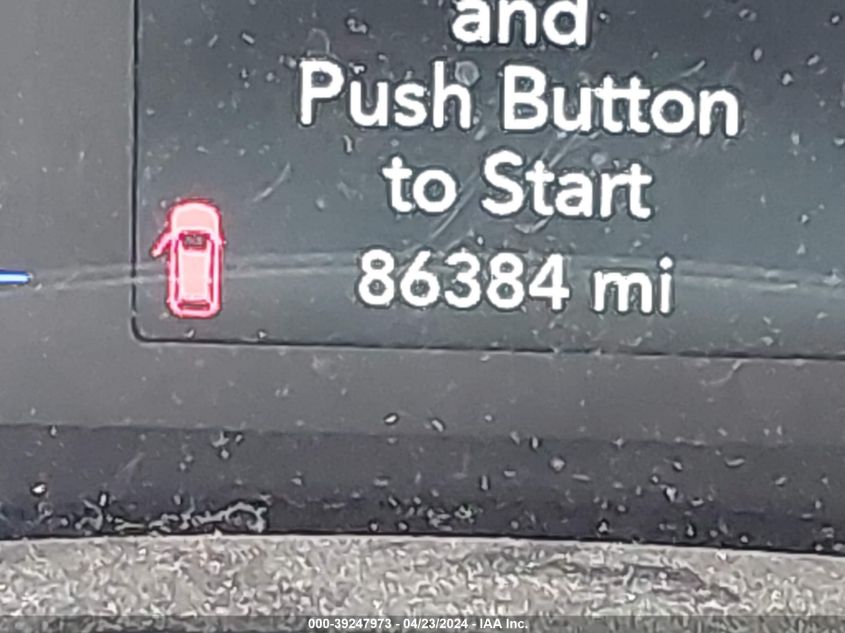 and
Push Button
to Start
86384 mi
000-39247973 - 04/23/2024 - IAA Inc.